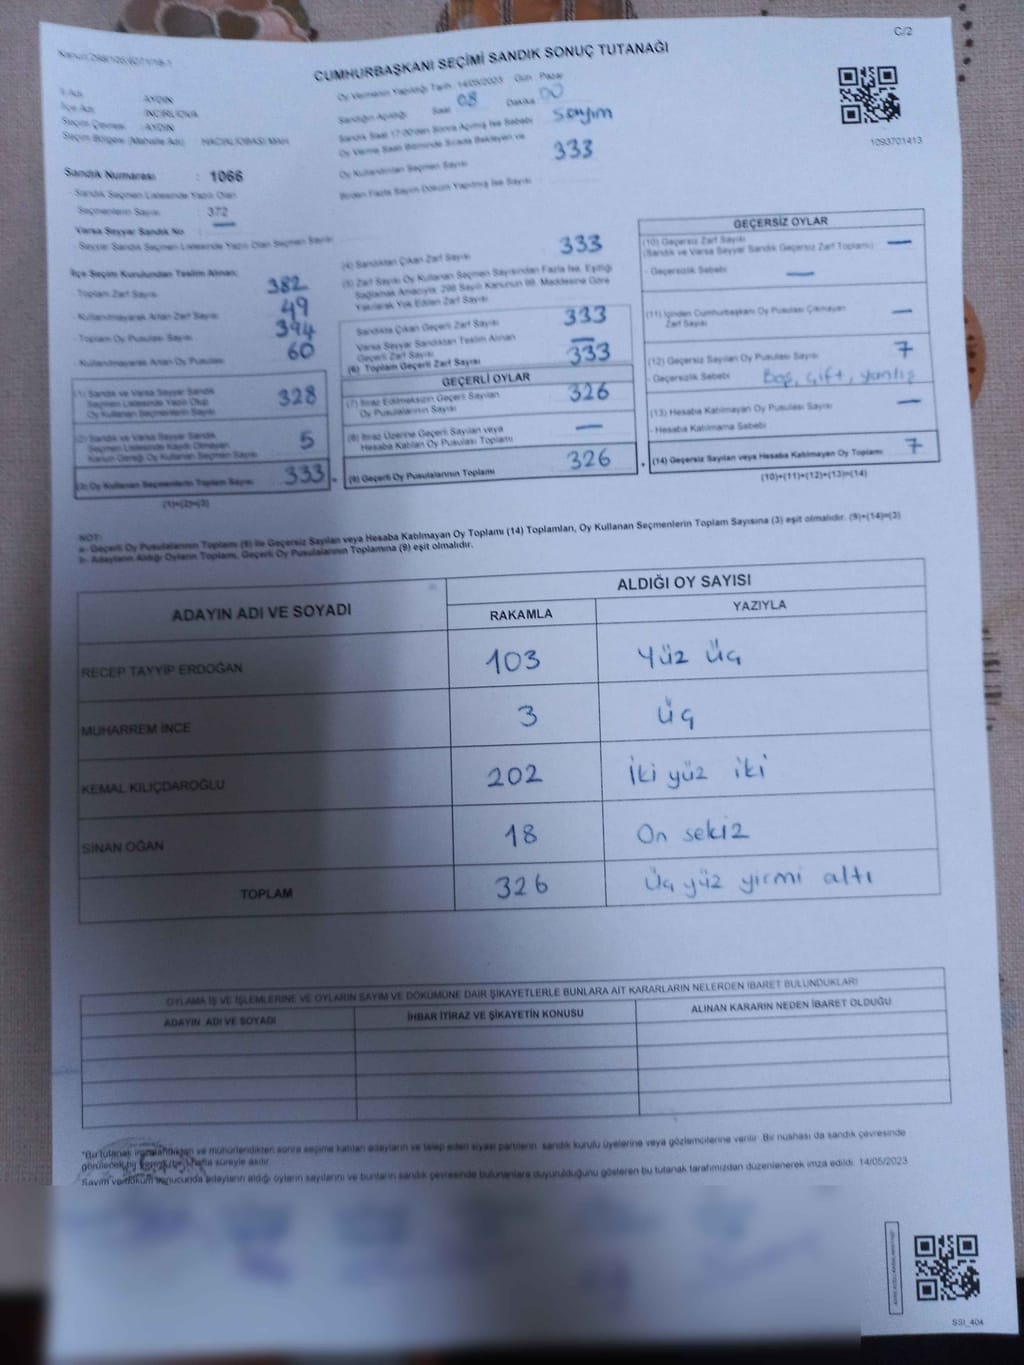 C/2
CUMHURBAŞKANI SEÇİMİ SANDIK SONUÇ TUTANAĞI
Oy Vermenin Yapıldığı Tarih: 14/05/2023 Gün Pazar
İli Adı : AYDIN
İlçe Adı : İNCİRLİOVA
Seçim Çevresi : AYDIN
Seçim Bölgesi (Mahalle Adı) HACIALİOBASI MAH
Sandığın Açıldığı Saat 08 Dakika 00
Sandık Saat 17:00'den Sonra Açılmış İse Sebebi sayım
Oy Verme Saati Bitiminde Sırada Bekleyen ve
Oy Kullandırılan Seçmen Sayısı 333
Birden Fazla Sayım Döküm Yapılmış İse Sayısı
1093701413
Sandık Numarası : 1066
Sandık Seçmen Listesinde Yazılı Olan
Seçmenlerin Sayısı : 372
Varsa Seyyar Sandık No —
Seyyar Sandık Seçmen Listesinde Yazılı Olan Seçmen Sayısı
İlçe Seçim Kurulundan Teslim Alınan;
- Toplam Zarf Sayısı 382
- Kullanılmayarak Artan Zarf Sayısı 49
- Toplam Oy Pusulası Sayısı 394
- Kullanılmayarak Artan Oy Pusulası 60
(1) Sandık ve Varsa Seyyar Sandık
Seçmen Listesinde Yazılı Olup
Oy Kullanan Seçmenlerin Sayısı 328
(2) Sandık ve Varsa Seyyar Sandık
Seçmen Listesinde Kayıtlı Olmayan
Kanun Gereği Oy Kullanan Seçmen Sayısı 5
(3) Oy Kullanan Seçmenlerin Toplam Sayısı 333
(1)+(2)=(3)
(4) Sandıktan Çıkan Zarf Sayısı 333
(5) Zarf Sayısı Oy Kullanan Seçmen Sayısından Fazla İse, Eşitliği
Sağlamak Amacıyla, 298 Sayılı Kanunun 98. Maddesine Göre
Yakılarak Yok Edilen Zarf Sayısı
Sandıkta Çıkan Geçerli Zarf Sayısı 333
Varsa Seyyar Sandıktan Teslim Alınan
Geçerli Zarf Sayısı —
(6) Toplam Geçerli Zarf Sayısı 333
GEÇERLİ OYLAR
(7) İtiraz Edilmeksizin Geçerli Sayılan
Oy Pusulalarının Sayısı 326
(8) İtiraz Üzerine Geçerli Sayılan veya
Hesaba Katılan Oy Pusulası Toplamı —
(9) Geçerli Oy Pusulalarının Toplamı 326
GEÇERSİZ OYLAR
(10) Geçersiz Zarf Sayısı
(Sandık ve Varsa Seyyar Sandık Geçersiz Zarf Toplamı) —
- Geçersizlik Sebebi —
(11) İçinden Cumhurbaşkanı Oy Pusulası Çıkmayan
Zarf Sayısı —
(12) Geçersiz Sayılan Oy Pusulası Sayısı 7
- Geçersizlik Sebebi Boş, çift, yanlış
(13) Hesaba Katılmayan Oy Pusulası Sayısı —
- Hesaba Katılmama Sebebi
+ (14) Geçersiz Sayılan veya Hesaba Katılmayan Oy Toplamı 7
(10)+(11)+(12)+(13)=(14)
NOT:
a- Geçerli Oy Pusulalarının Toplamı (9) ile Geçersiz Sayılan veya Hesaba Katılmayan Oy Toplamı (14) Toplamları, Oy Kullanan Seçmenlerin Toplam Sayısına (3) eşit olmalıdır. (9)+(14)=(3)
b- Adayların Aldığı Oyların Toplamı, Geçerli Oy Pusulalarının Toplamına (9) eşit olmalıdır.
ADAYIN ADI VE SOYADI ALDIĞI OY SAYISI
RAKAMLA YAZIYLA
RECEP TAYYİP ERDOĞAN 103 Yüz üç
MUHARREM İNCE 3 üç
KEMAL KILIÇDAROĞLU 202 İki yüz iki
SİNAN OĞAN 18 On sekiz
TOPLAM 326 Üç yüz yirmi altı
OYLAMA İŞ VE İŞLEMLERİNE VE OYLARIN SAYIM VE DÖKÜMÜNE DAİR ŞİKAYETLERLE BUNLARA AİT KARARLARIN NELERDEN İBARET BULUNDUKLARI
ADAYIN ADI VE SOYADI İHBAR İTİRAZ VE ŞİKAYETİN KONUSU ALINAN KARARIN NEDEN İBARET OLDUĞU
*Bu tutanak imzalandıktan ve mühürlendikten sonra seçime katılan adayların ve talep eden siyasi partilerin sandık kurulu üyelerine veya gözlemcilerine verilir. Bir nüshası da sandık çevresinde
görülecek bir yere bir hafta süreyle asılır.
Sayım ve döküm sonucunda adayların aldığı oyların sayılarını ve bunların sandık çevresinde bulunanlara duyurulduğunu gösteren bu tutanak tarafımızdan düzenlenerek imza edildi. 14/05/2023
SSI_404